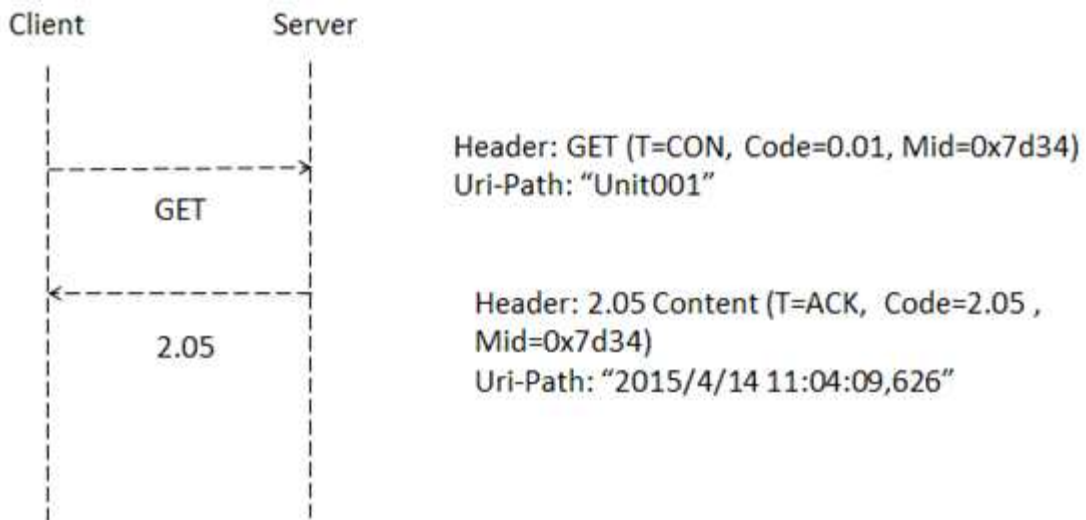 Client Server
Header: GET (T=CON, Code=0.01, Mid=0x7d34)
Uri-Path: “Unit001”
GET
Header: 2.05 Content (T=ACK, Code=2.05 ,
Mid=0x7d34)
2.05
Uri-Path: “2015/4/14 11:04:09,626”